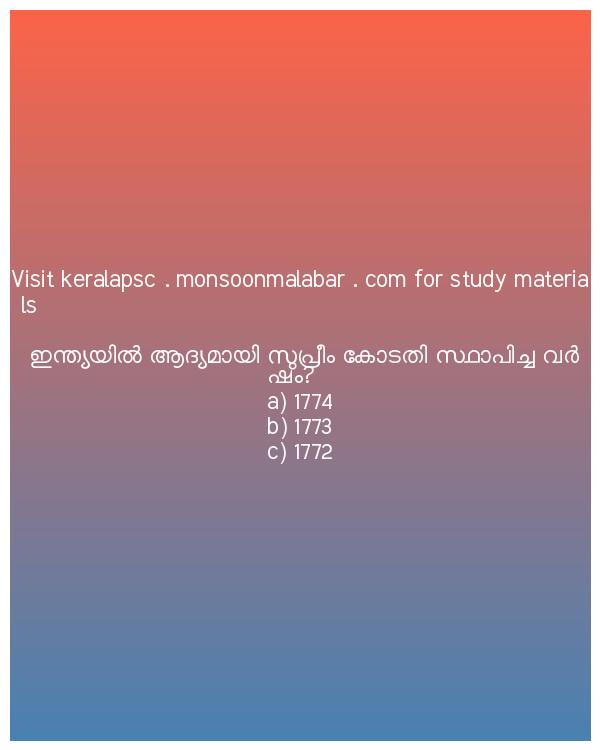 Visit keralapsc . monsoonmalabar . com for study materia
ls
ഇന്ത്യയിൽ ആദ്യമായി സുപ്രീം കോടതി സ്ഥാപിച്ച വർ
ഷം?
a) 1774
b) 1773
c) 1772